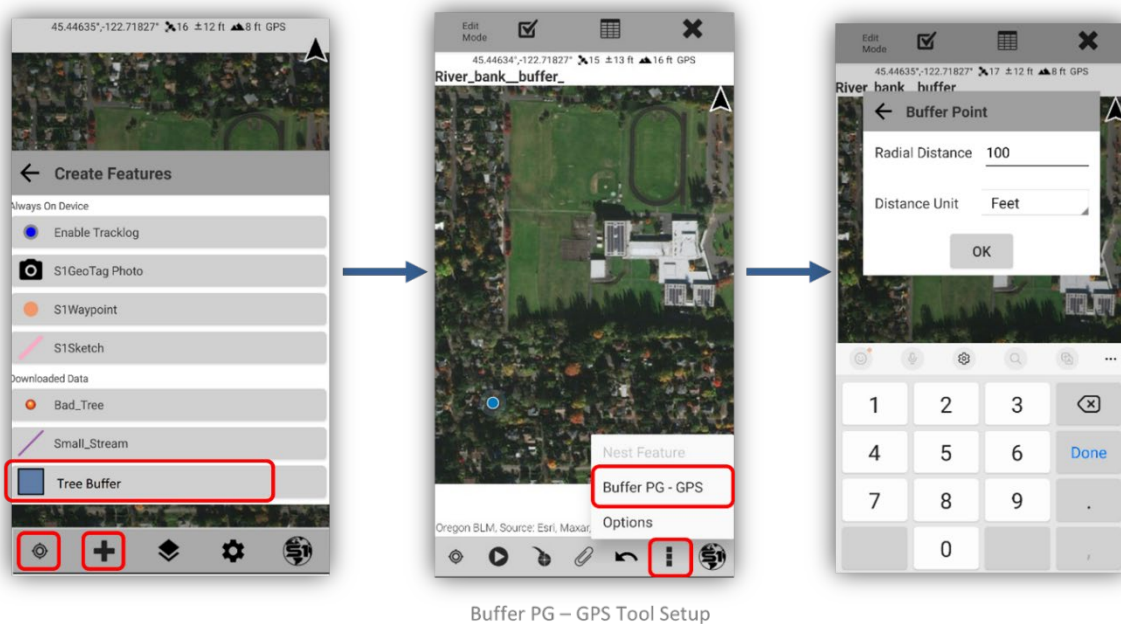 45.44635°,-122.71827° 16 ±12 ft 8 ft GPS
Create Features
Always On Device
Enable Tracklog
S1GeoTag Photo
S1Waypoint
S1Sketch
Downloaded Data
Bad_Tree
Small_Stream
Tree Buffer
S1
Edit
Mode
45.44634°,-122.71827° 15 ±13 ft 16 ft GPS
River_bank__buffer_
Nest Feature
Buffer PG - GPS
Options
Oregon BLM, Source: Esri, Maxar,
S1
Edit
Mode
45.44635°,-122.71827° 17 ±12 ft 8 ft GPS
River_bank__buffer_
Buffer Point
Radial Distance 100
Distance Unit Feet
OK
1 2 3
4 5 6 Done
7 8 9 .
0 ,
Buffer PG – GPS Tool Setup